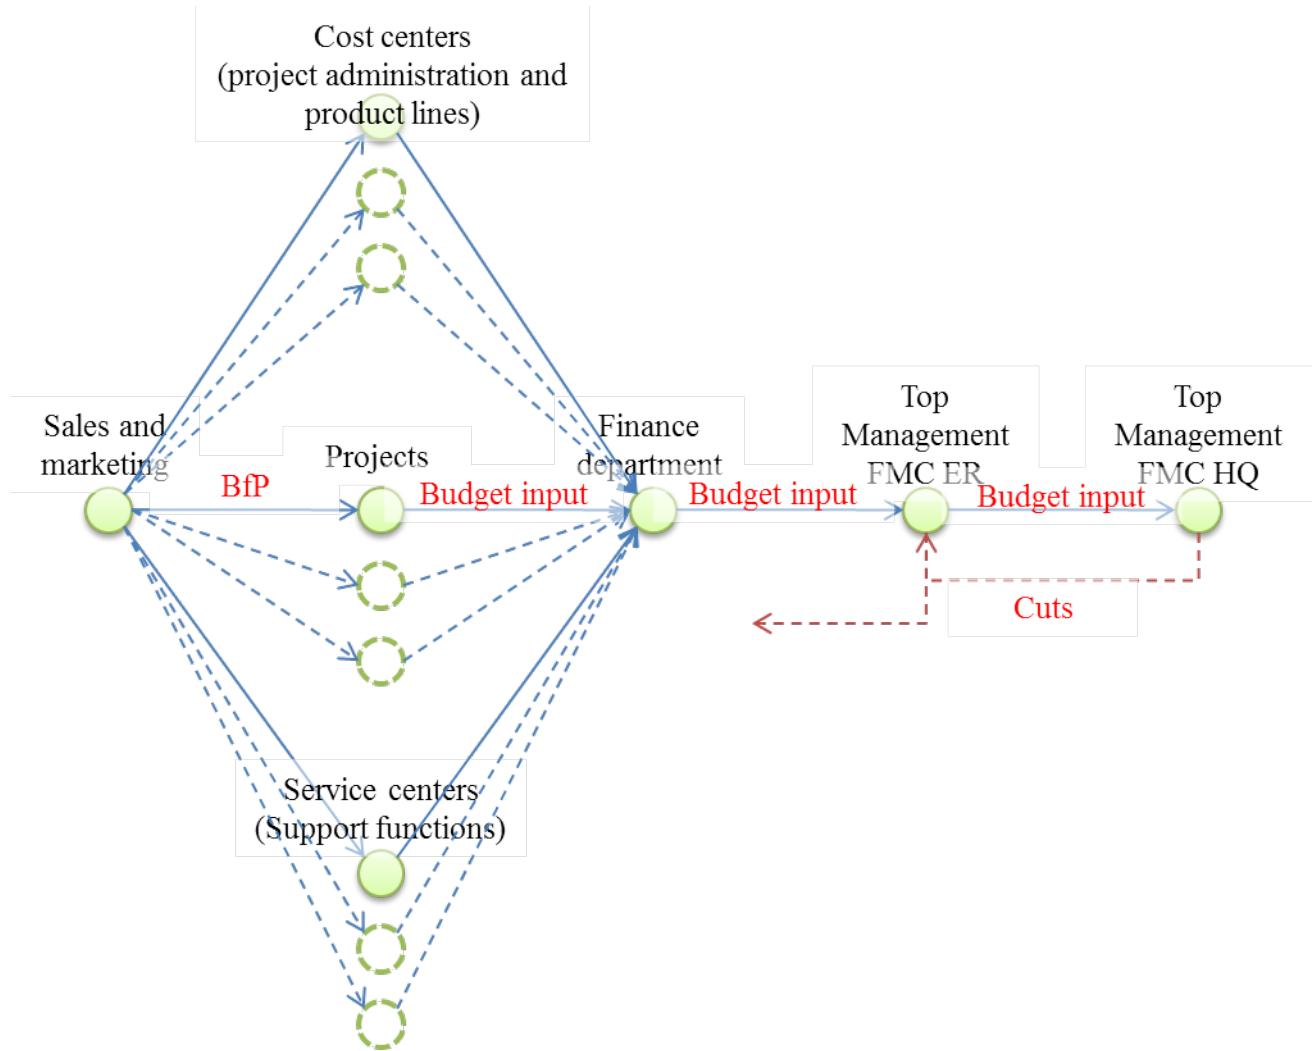 Cost centers
(project administration and
product lines)
Sales and
marketing
Projects
Finance
department
Top
Management
FMC ER
Top
Management
FMC HQ
BfP
Budget input
Budget input
Budget input
Cuts
Service centers
(Support functions)